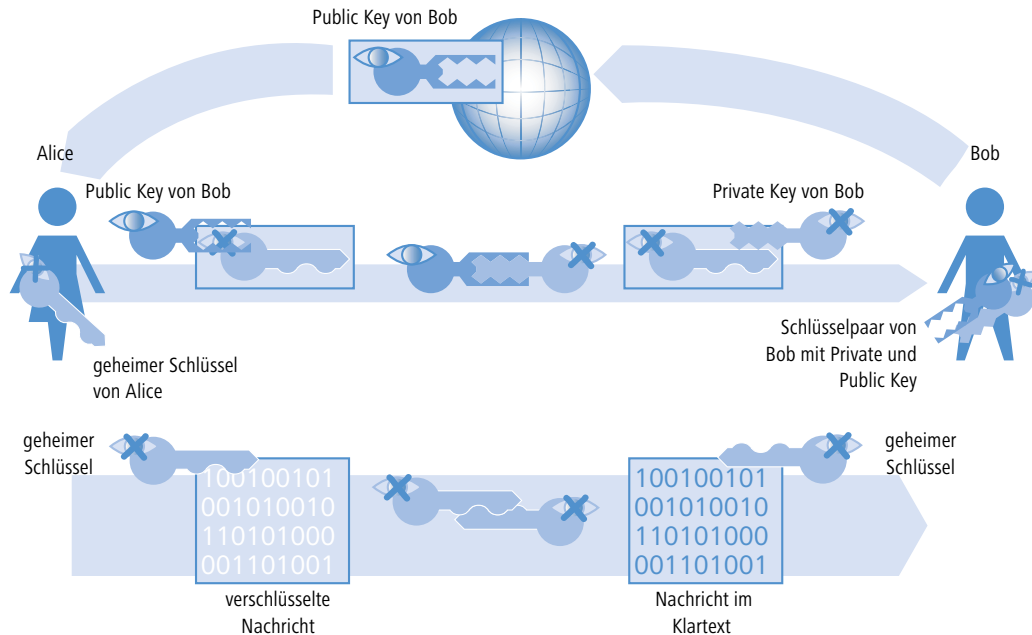 Public Key von Bob
Alice
Bob
Public Key von Bob
Private Key von Bob
geheimer Schlüssel
von Alice
Schlüsselpaar von
Bob mit Private und
Public Key
geheimer
Schlüssel
geheimer
Schlüssel
100100101
001010010
110101000
001101001
100100101
001010010
110101000
001101001
verschlüsselte
Nachricht
Nachricht im
Klartext